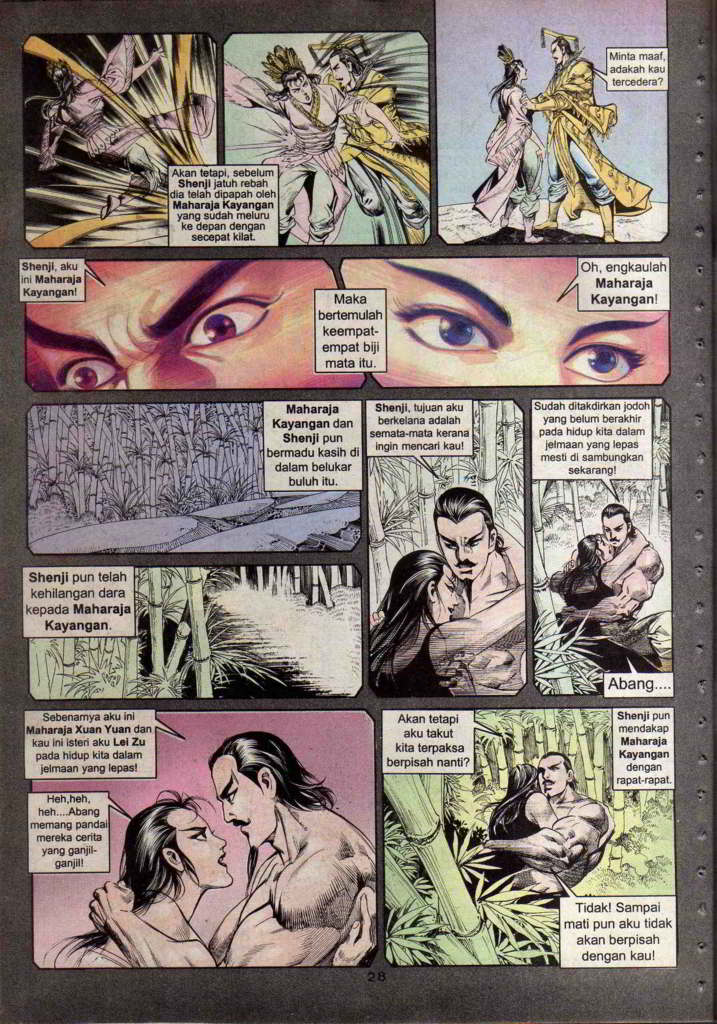 Akan tetapi, sebelum
Shenji jatuh rebah
dia telah dipapah oleh
Maharaja Kayangan
yang sudah meluru
ke depan dengan
secepat kilat.
Minta maaf,
adakah kau
tercedera?
Shenji, aku
ini Maharaja
Kayangan!
Maka
bertemulah
keempat-
empat biji
mata itu.
Oh, engkaulah
Maharaja
Kayangan!
Maharaja
Kayangan dan
Shenji pun
bermadu kasih di
dalam belukar
buluh itu.
Shenji, tujuan aku
berkelana adalah
semata-mata kerana
ingin mencari kau!
Sudah ditakdirkan jodoh
yang belum berakhir
pada hidup kita dalam
jelmaan yang lepas
mesti di sambungkan
sekarang!
Abang....
Shenji pun telah
kehilangan dara
kepada Maharaja
Kayangan.
Sebenarnya aku ini
Maharaja Xuan Yuan dan
kau ini isteri aku Lei Zu
pada hidup kita dalam
jelmaan yang lepas!
Heh,heh,
heh....Abang
memang pandai
mereka cerita
yang ganjil-
ganjil!
Akan tetapi
aku takut
kita terpaksa
berpisah nanti?
Shenji pun
mendakap
Maharaja
Kayangan
dengan
rapat-rapat.
Tidak! Sampai
mati pun aku tidak
akan berpisah
dengan kau!
28